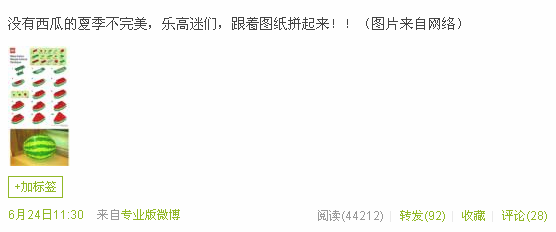 没有西瓜的夏季不完美，乐高迷们，跟着图纸拼起来！！（图片来自网络）
+加标签
6月24日11:30 来自专业版微博 阅读(44212) | 转发(92) | 收藏 | 评论(28)